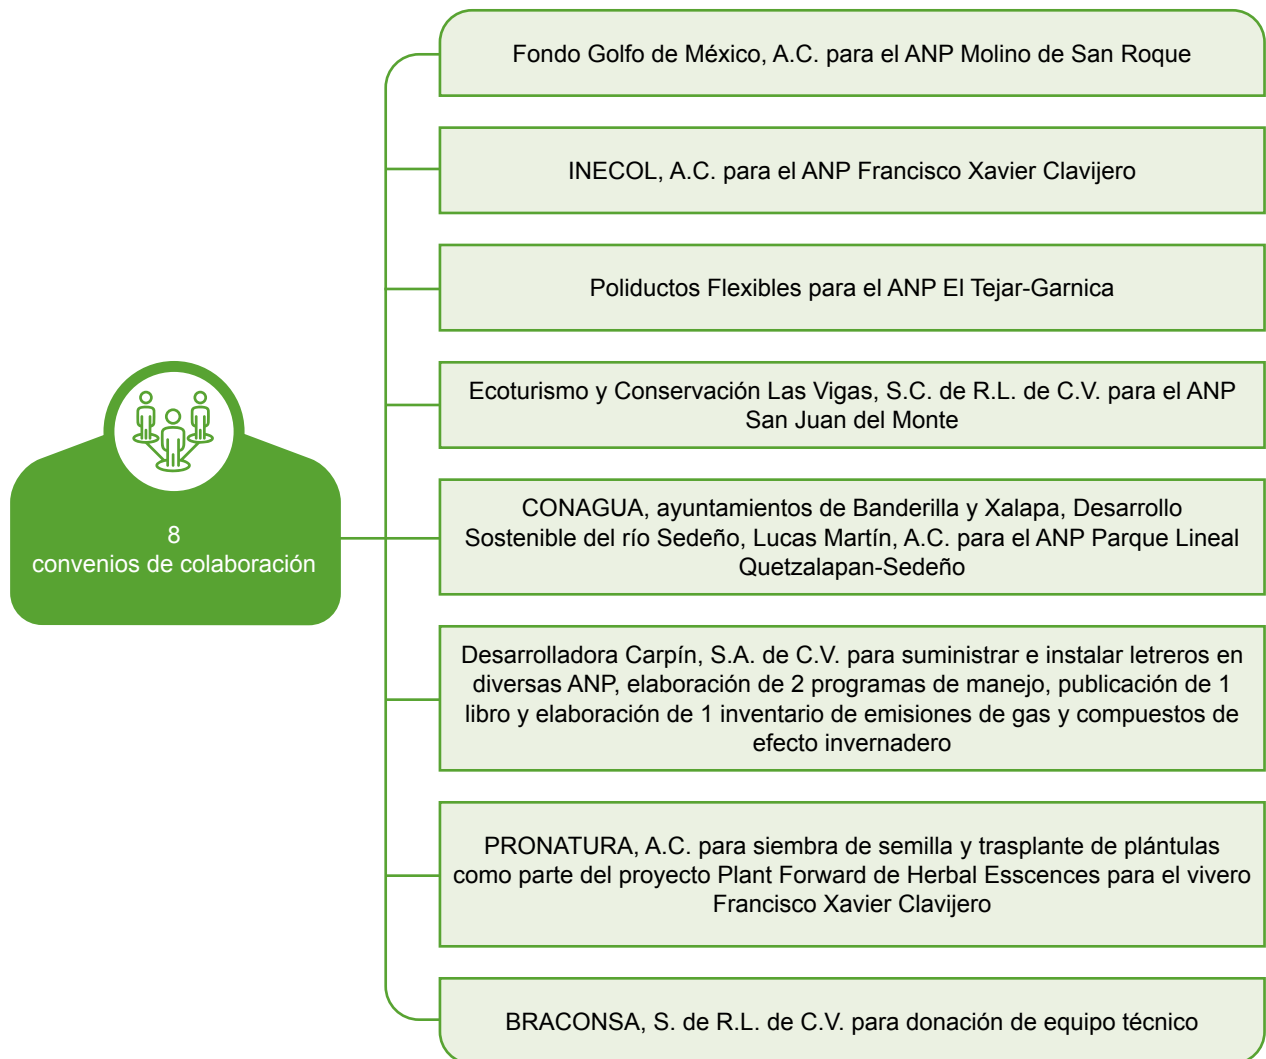 Fondo Golfo de México, A.C. para el ANP Molino de San Roque
INECOL, A.C. para el ANP Francisco Xavier Clavijero
Poliductos Flexibles para el ANP El Tejar-Garnica
Ecoturismo y Conservación Las Vigas, S.C. de R.L. de C.V. para el ANP
San Juan del Monte
8
convenios de colaboración
CONAGUA, ayuntamientos de Banderilla y Xalapa, Desarrollo
Sostenible del río Sedeño, Lucas Martín, A.C. para el ANP Parque Lineal
Quetzalapan-Sedeño
Desarrolladora Carpín, S.A. de C.V. para suministrar e instalar letreros en
diversas ANP, elaboración de 2 programas de manejo, publicación de 1
libro y elaboración de 1 inventario de emisiones de gas y compuestos de
efecto invernadero
PRONATURA, A.C. para siembra de semilla y trasplante de plántulas
como parte del proyecto Plant Forward de Herbal Esscences para el vivero
Francisco Xavier Clavijero
BRACONSA, S. de R.L. de C.V. para donación de equipo técnico